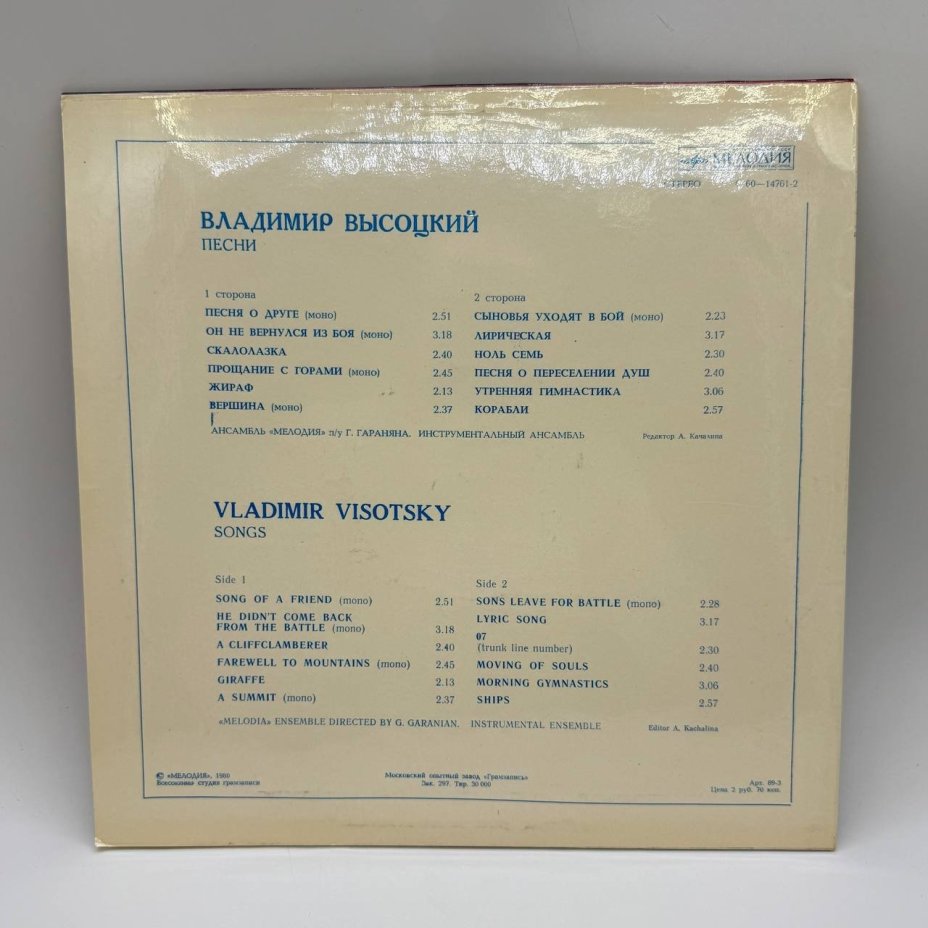 МЕЛОДИЯ
СТЕРЕО 60—14761-2
ВЛАДИМИР ВЫСОЦКИЙ
ПЕСНИ
1 сторона
ПЕСНЯ О ДРУГЕ (моно) 2.51
ОН НЕ ВЕРНУЛСЯ ИЗ БОЯ (моно) 3.18
СКАЛОЛАЗКА 2.40
ПРОЩАНИЕ С ГОРАМИ (моно) 2.45
ЖИРАФ 2.13
ВЕРШИНА (моно) 2.37
2 сторона
СЫНОВЬЯ УХОДЯТ В БОЙ (моно) 2.23
ЛИРИЧЕСКАЯ 3.17
НОЛЬ СЕМЬ 2.30
ПЕСНЯ О ПЕРЕСЕЛЕНИИ ДУШ 2.40
УТРЕННЯЯ ГИМНАСТИКА 3.06
КОРАБЛИ 2.57
АНСАМБЛЬ «МЕЛОДИЯ» п/у Г. ГАРАНЯНА. ИНСТРУМЕНТАЛЬНЫЙ АНСАМБЛЬ Редактор А. Качалина
VLADIMIR VISOTSKY
SONGS
Side 1
SONG OF A FRIEND (mono) 2.51
HE DIDN'T COME BACK
FROM THE BATTLE (mono) 3.18
A CLIFFCLAMBERER 2.40
FAREWELL TO MOUNTAINS (mono) 2.45
GIRAFFE 2.13
A SUMMIT (mono) 2.37
Side 2
SONS LEAVE FOR BATTLE (mono) 2.28
LYRIC SONG 3.17
07
(trunk line number) 2.30
MOVING OF SOULS 2.40
MORNING GYMNASTICS 3.06
SHIPS 2.57
«MELODIA» ENSEMBLE DIRECTED BY G. GARANIAN. INSTRUMENTAL ENSEMBLE Editor A. Kachalina
© «МЕЛОДИЯ», 1980
Всесоюзная студия грамзаписи
Московский опытный завод «Грамзапись»
Зак. 297. Тир. 50 000
Арт. 89-3
Цена 2 руб. 70 коп.